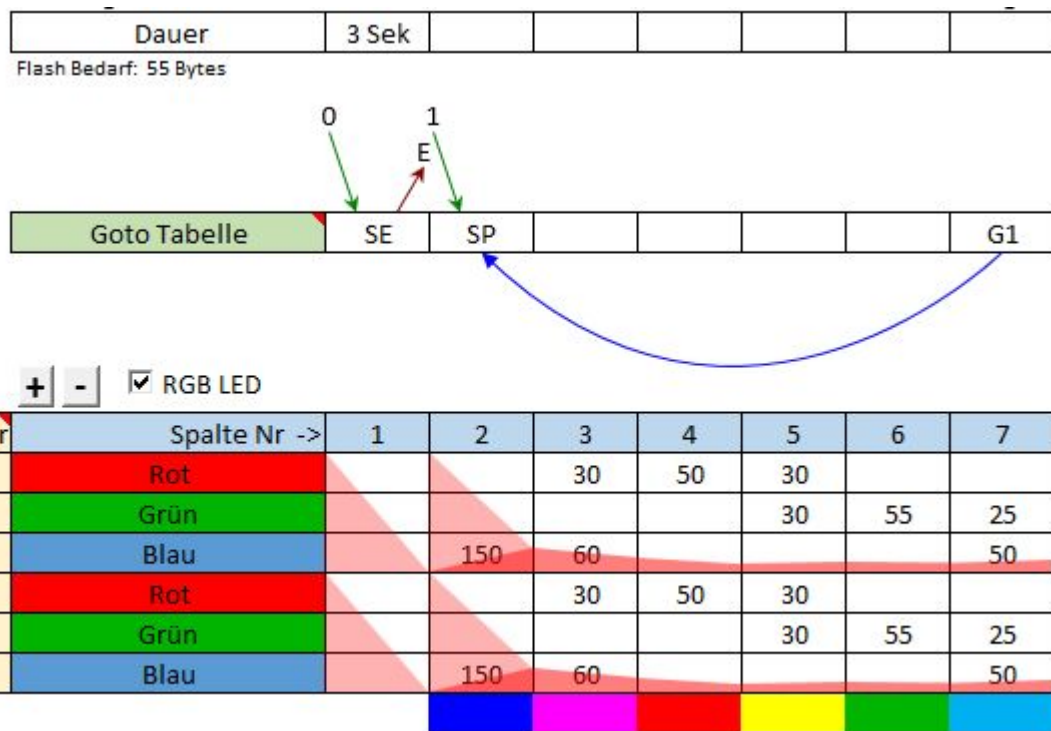 Dauer 3 Sek
Flash Bedarf: 55 Bytes
0 1
E
Goto Tabelle SE SP G1
+ - RGB LED
r Spalte Nr -> 1 2 3 4 5 6 7
Rot 30 50 30
Grün 30 55 25
Blau 150 60 50
Rot 30 50 30
Grün 30 55 25
Blau 150 60 50